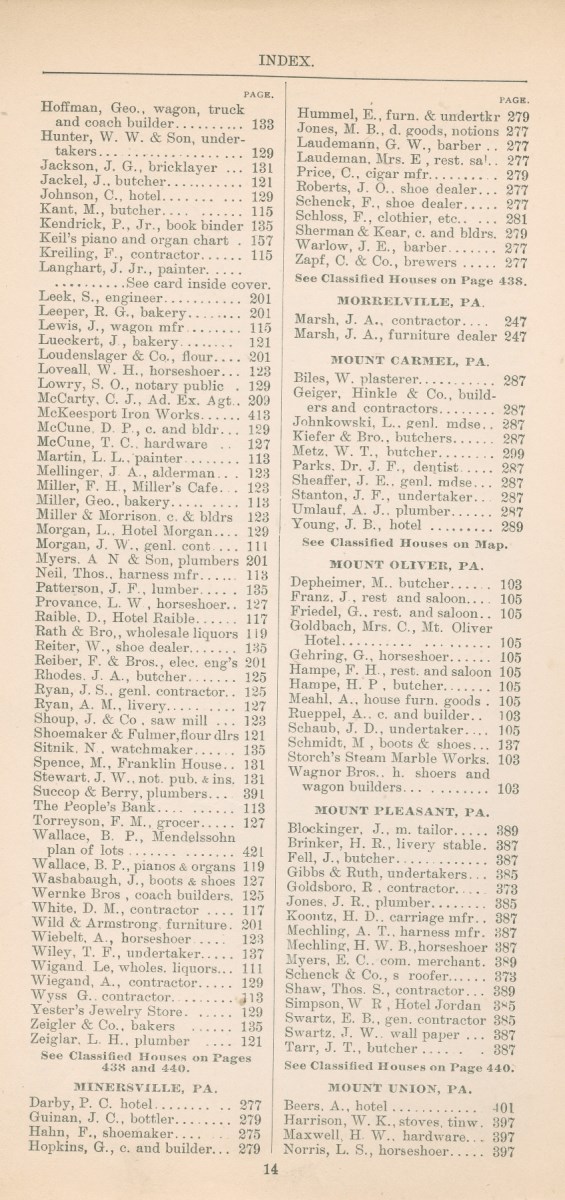 INDEX.
PAGE.
Hoffman, Geo., wagon, truck
and coach builder.......... 133
Hunter, W. W. & Son, under-
takers... ................ 129
Jackson, J. G., bricklayer ... 131
Jackel, J., butcher........... 121
Johnson, C., hotel....... ... 129
Kant, M., butcher.... ....... 115
Kendrick, P., Jr., book binder 135
Keil's piano and organ chart . 157
Kreiling, F., contractor...... 115
Langhart, J. Jr., painter. ....
..........See card inside cover.
Leek, S., engineer........... 201
Leeper, R. G., bakery........ 201
Lewis, J., wagon mfr........ 115
Lueckert, J , bakery........ 121
Loudenslager & Co., flour.... 201
Loveall, W. H., horseshoer... 123
Lowry, S. O., notary public . 129
McCarty, C. J., Ad. Ex. Agt.. 209
McKeesport Iron Works...... 413
McCune, D. P., c. and bldr... 129
McCune, T. C.. hardware .. 127
Martin, L. L., painter........ 113
Mellinger, J. A., alderman... 123
Miller, F. H , Miller's Cafe... 123
Miller, Geo., bakery..... .... 113
Miller & Morrison, c. & bldrs 123
Morgan, L., Hotel Morgan.... 129
Morgan, J. W., genl. cont ... 111
Myers, A N & Son, plumbers 201
Neil, Thos., harness mfr...... 113
Patterson, J. F., lumber..... 135
Provance, L. W , horseshoer.. 127
Raible, D., Hotel Raible...... 117
Rath & Bro,, wholesale liquors 119
Reiter, W., shoe dealer....... 135
Reiber, F. & Bros., elec. eng's 201
Rhodes, J. A., butcher....... 125
Ryan, J. S., genl. contractor.. 125
Ryan, A. M., livery...... .... 127
Shoup, J. & Co . saw mill ... 123
Shoemaker & Fulmer, flour dlrs 121
Sitnik, N . watchmaker...... 135
Spence, M., Franklin House.. 131
Stewart, J. W., not. pub. & ins. 131
Succop & Berry, plumbers... 391
The People's Bank.... ...... 113
Torreyson, F. M., grocer..... 127
Wallace, B. P., Mendelssohn
plan of lots ....... ........ 421
Wallace, B. P., pianos & organs 119
Washabaugh, J., boots & shoes 127
Wernke Bros , coach builders. 125
White, D. M., contractor .... 117
Wild & Armstrong, furniture. 201
Wiebelt, A., horseshoer .... 123
Wiley, T. F., undertaker..... 137
Wigand, Le, wholes. liquors... 111
Wiegand, A., contractor..... 129
Wyss G.. contractor......... 113
Yester's Jewelry Store. ..... 129
Zeigler & Co., bakers ...... 135
Zeiglar, L. H., plumber .... 121
See Classified Houses on Pages
438 and 440.
MINERSVILLE, PA.
Darby, P. C. hotel........ .. 277
Guinan, J. C., bottler........ 279
Hahn, F., shoemaker.... .... 275
Hopkins, G., c. and builder... 279
PAGE.
Hummel, E., furn. & undertkr 279
Jones, M. B., d. goods, notions 277
Laudemann, G. W., barber .. 277
Laudeman, Mrs. E , rest. sal.. 277
Price, C., cigar mfr.......... 279
Roberts, J. O.. shoe dealer... 277
Schenck, F., shoe dealer..... 277
Schloss, F., clothier, etc.. ... 281
Sherman & Kear, c. and bldrs. 279
Warlow, J. E., barber....... 277
Zapf, C. & Co., brewers ..... 277
See Classified Houses on Page 438.
MORRELVILLE, PA.
Marsh, J. A., contractor.... 247
Marsh, J. A., furniture dealer 247
MOUNT CARMEL, PA.
Biles, W. plasterer........... 287
Geiger, Hinkle & Co., build-
ers and contractors........ 287
Johnkowski, L.. genl. mdse.. 287
Kiefer & Bro., butchers...... 287
Metz, W. T., butcher........ 299
Parks, Dr. J. F., dentist..... 287
Sheaffer, J. E., genl. mdse... 287
Stanton, J. F., undertaker... 287
Umlauf, A. J.. plumber...... 287
Young, J. B., hotel ......... 289
See Classified Houses on Map.
MOUNT OLIVER, PA.
Depheimer, M.. butcher...... 103
Franz, J , rest and saloon.... 105
Friedel, G.. rest. and saloon.. 105
Goldbach, Mrs. C., Mt. Oliver
Hotel......... .......... 105
Gehring, G., horseshoer...... 105
Hampe, F. H., rest. and saloon 105
Hampe, H. P , butcher....... 105
Meahl, A.. house furn. goods . 105
Rueppel, A.. c. and builder.. 103
Schaub, J. D., undertaker.... 105
Schmidt, M , boots & shoes... 137
Storch's Steam Marble Works. 103
Wagnor Bros.. h. shoers and
wagon builders........ ... 103
MOUNT PLEASANT, PA.
Blockinger, J., m. tailor..... 389
Brinker, H. R., livery stable. 387
Fell, J., butcher............. 387
Gibbs & Ruth, undertakers... 385
Goldsboro, R , contractor.... 373
Jones, J. R., plumber........ 385
Koontz, H. D.. carriage mfr.. 387
Mechling, A. T.. harness mfr. 387
Mechling, H. W. B., horseshoer 387
Myers, E. C.. com. merchant. 389
Schenck & Co., s roofer...... 373
Shaw, Thos. S., contractor... 389
Simpson, W R , Hotel Jordan 385
Swartz, E. B., gen. contractor 385
Swartz, J. W.. wall paper ... 387
Tarr, J. T., butcher .... . . 387
See Classified Houses on Page 440.
MOUNT UNION, PA.
Beers, A., hotel ............ 401
Harrison, W. K., stoves, tinw. 397
Maxwell, H. W.. hardware... 397
Norris, L. S., horseshoer..... 397
14